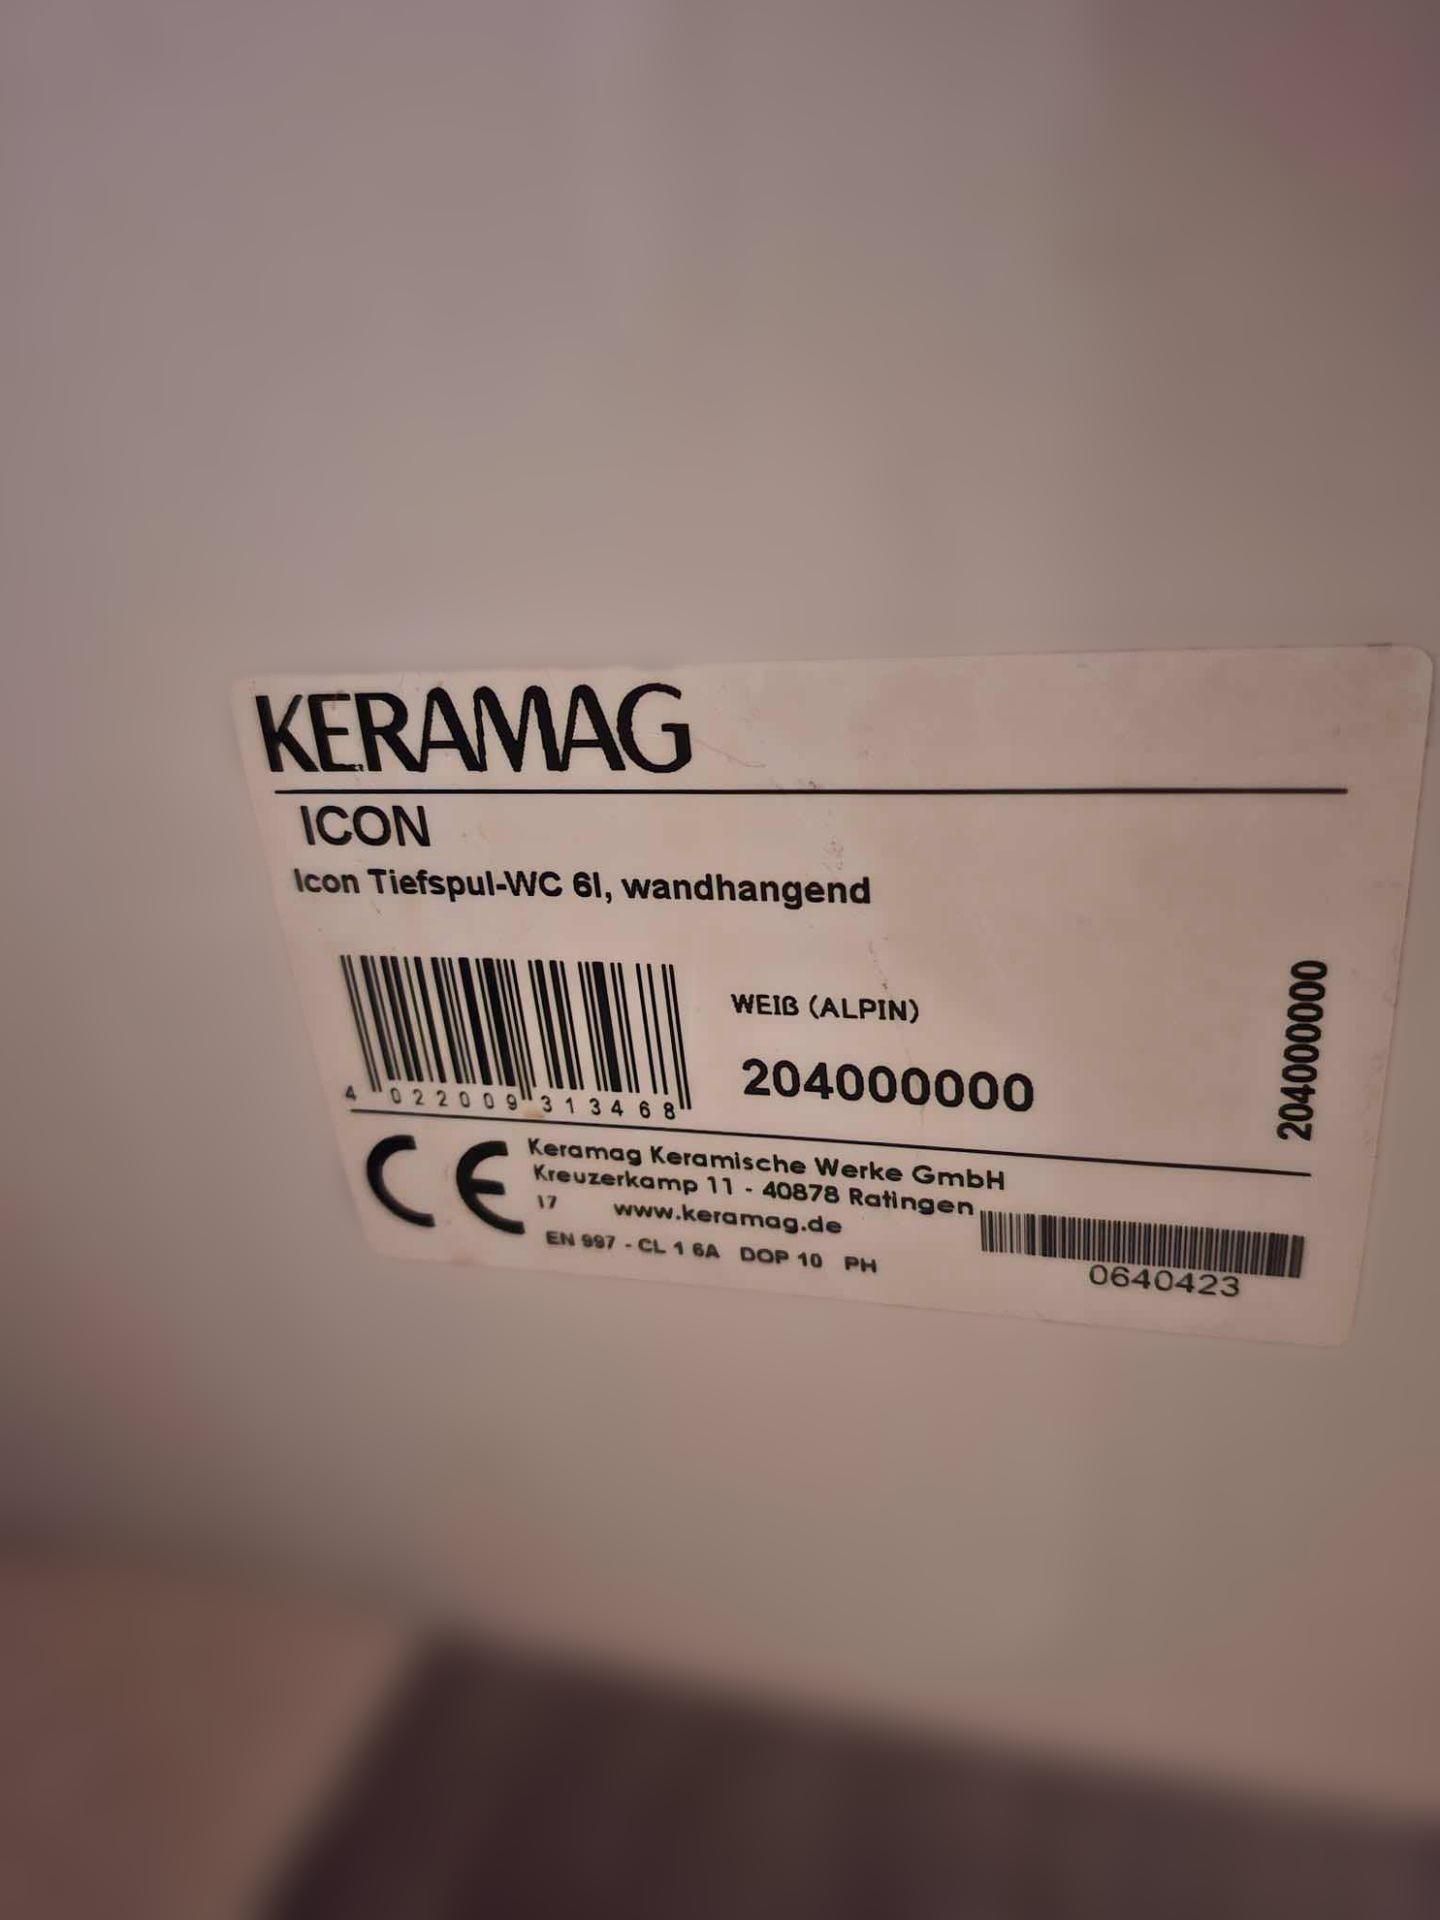 KERAMAG
ICON
Icon Tiefspul-WC 6l, wandhangend
WEIß (ALPIN)
204000000
204000000
4 022009 313468
Keramag Keramische Werke GmbH
Kreuzerkamp 11 - 40878 Ratingen
17 www.keramag.de
EN 997 - CL 1 6A DOP 10 PH
CE
0640423